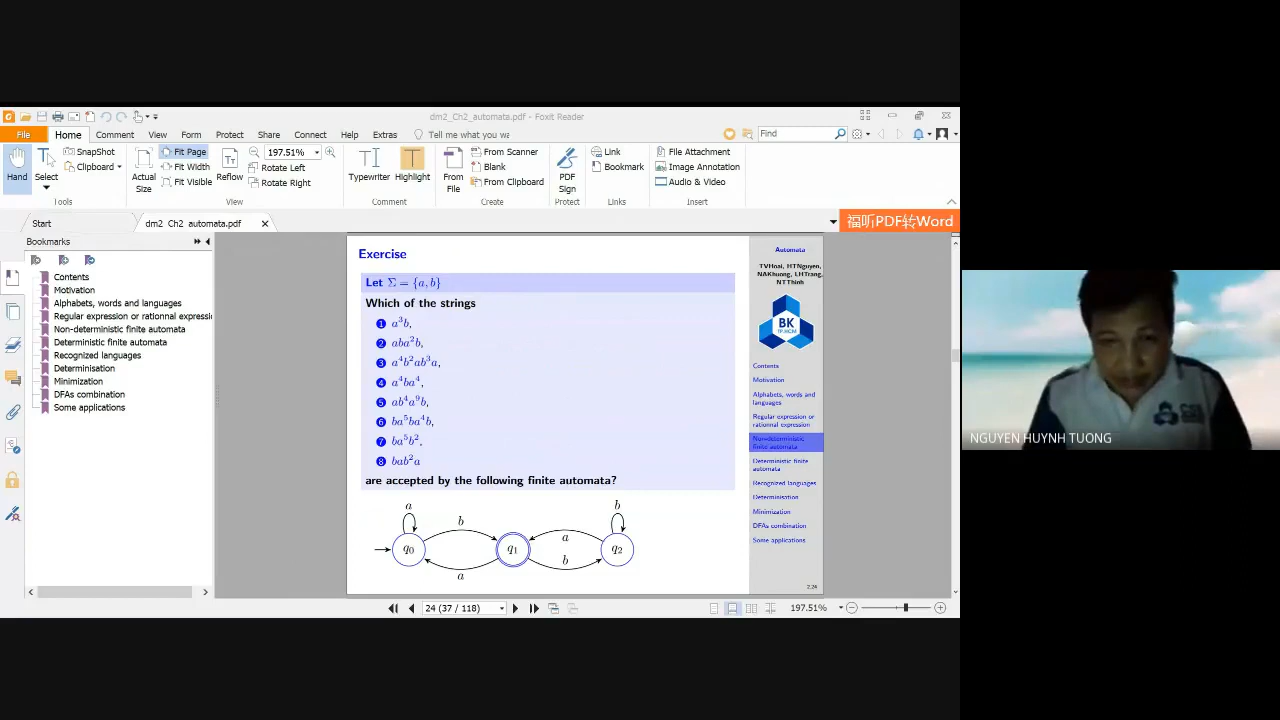 dm2_Ch2_automata.pdf - Foxit Reader
File Home Comment View Form Protect Share Connect Help Extras Tell me what you wa Find
Hand
Select
SnapShot
Clipboard
Tools
Actual Size
Fit Page
Fit Width
Fit Visible
Reflow
197.51%
Rotate Left
Rotate Right
View
Typewriter
Highlight
Comment
From File
From Scanner
Blank
From Clipboard
Create
PDF Sign
Protect
Link
Bookmark
Links
File Attachment
Image Annotation
Audio & Video
Insert
Start
dm2_Ch2_automata.pdf
福听PDF转Word
Bookmarks
Contents
Motivation
Alphabets, words and languages
Regular expression or rationnal expressi
Non-deterministic finite automata
Deterministic finite automata
Recognized languages
Determinisation
Minimization
DFAs combination
Some applications
Exercise
Let Σ = {a, b}
Which of the strings
1 a³b,
2 aba²b,
3 a⁴b²ab³a,
4 a⁴ba⁴,
5 ab⁴a⁹b,
6 ba⁵ba⁴b,
7 ba⁵b²,
8 bab²a
are accepted by the following finite automata?
a
b
b
a
q₀
q₁
q₂
a
b
Automata
TVHoai, HTNguyen,
NAKhuong, LHTrang,
NTThinh
BK
TP.HCM
Contents
Motivation
Alphabets, words and
languages
Regular expression or
rationnal expression
Non-deterministic
finite automata
Deterministic finite
automata
Recognized languages
Determinisation
Minimization
DFAs combination
Some applications
2.24
24 (37 / 118)
197.51%
NGUYEN HUYNH TUONG